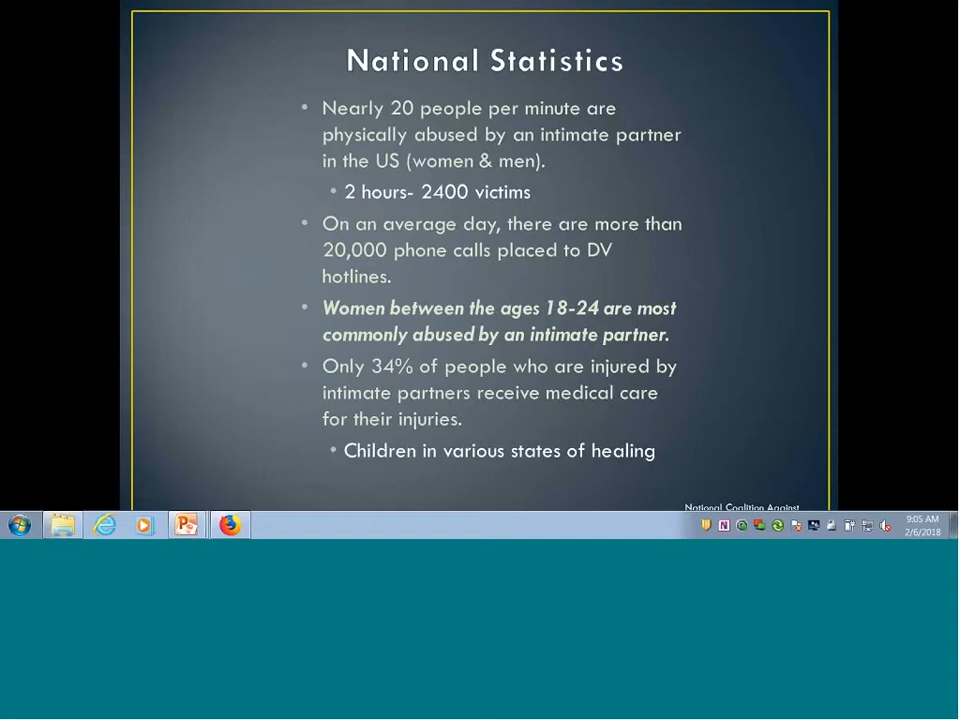 National Statistics
• Nearly 20 people per minute are
physically abused by an intimate partner
in the US (women & men).
• 2 hours- 2400 victims
• On an average day, there are more than
20,000 phone calls placed to DV
hotlines.
• Women between the ages 18-24 are most
commonly abused by an intimate partner.
• Only 34% of people who are injured by
intimate partners receive medical care
for their injuries.
• Children in various states of healing
National Coalition Against
9:05 AM
2/6/2018